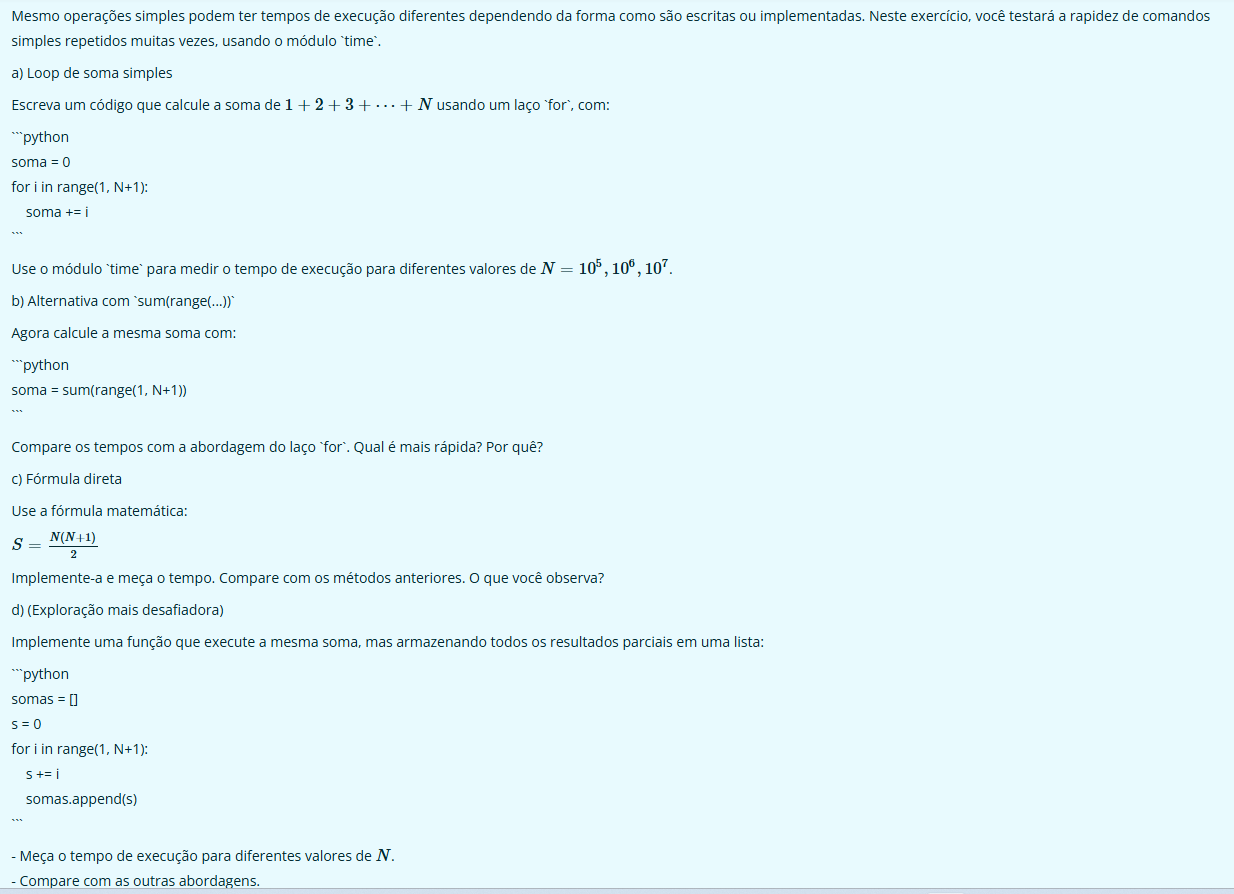 Mesmo operações simples podem ter tempos de execução diferentes dependendo da forma como são escritas ou implementadas. Neste exercício, você testará a rapidez de comandos
simples repetidos muitas vezes, usando o módulo `time`.
a) Loop de soma simples
Escreva um código que calcule a soma de 1 + 2 + 3 + ⋯ + N usando um laço `for`, com:
```python
soma = 0
for i in range(1, N+1):
    soma += i
```
Use o módulo `time` para medir o tempo de execução para diferentes valores de N = 10⁵, 10⁶, 10⁷.
b) Alternativa com `sum(range(...))`
Agora calcule a mesma soma com:
```python
soma = sum(range(1, N+1))
```
Compare os tempos com a abordagem do laço `for`. Qual é mais rápida? Por quê?
c) Fórmula direta
Use a fórmula matemática:
S = N(N+1)/2
Implemente-a e meça o tempo. Compare com os métodos anteriores. O que você observa?
d) (Exploração mais desafiadora)
Implemente uma função que execute a mesma soma, mas armazenando todos os resultados parciais em uma lista:
```python
somas = []
s = 0
for i in range(1, N+1):
    s += i
    somas.append(s)
```
- Meça o tempo de execução para diferentes valores de N.
- Compare com as outras abordagens.